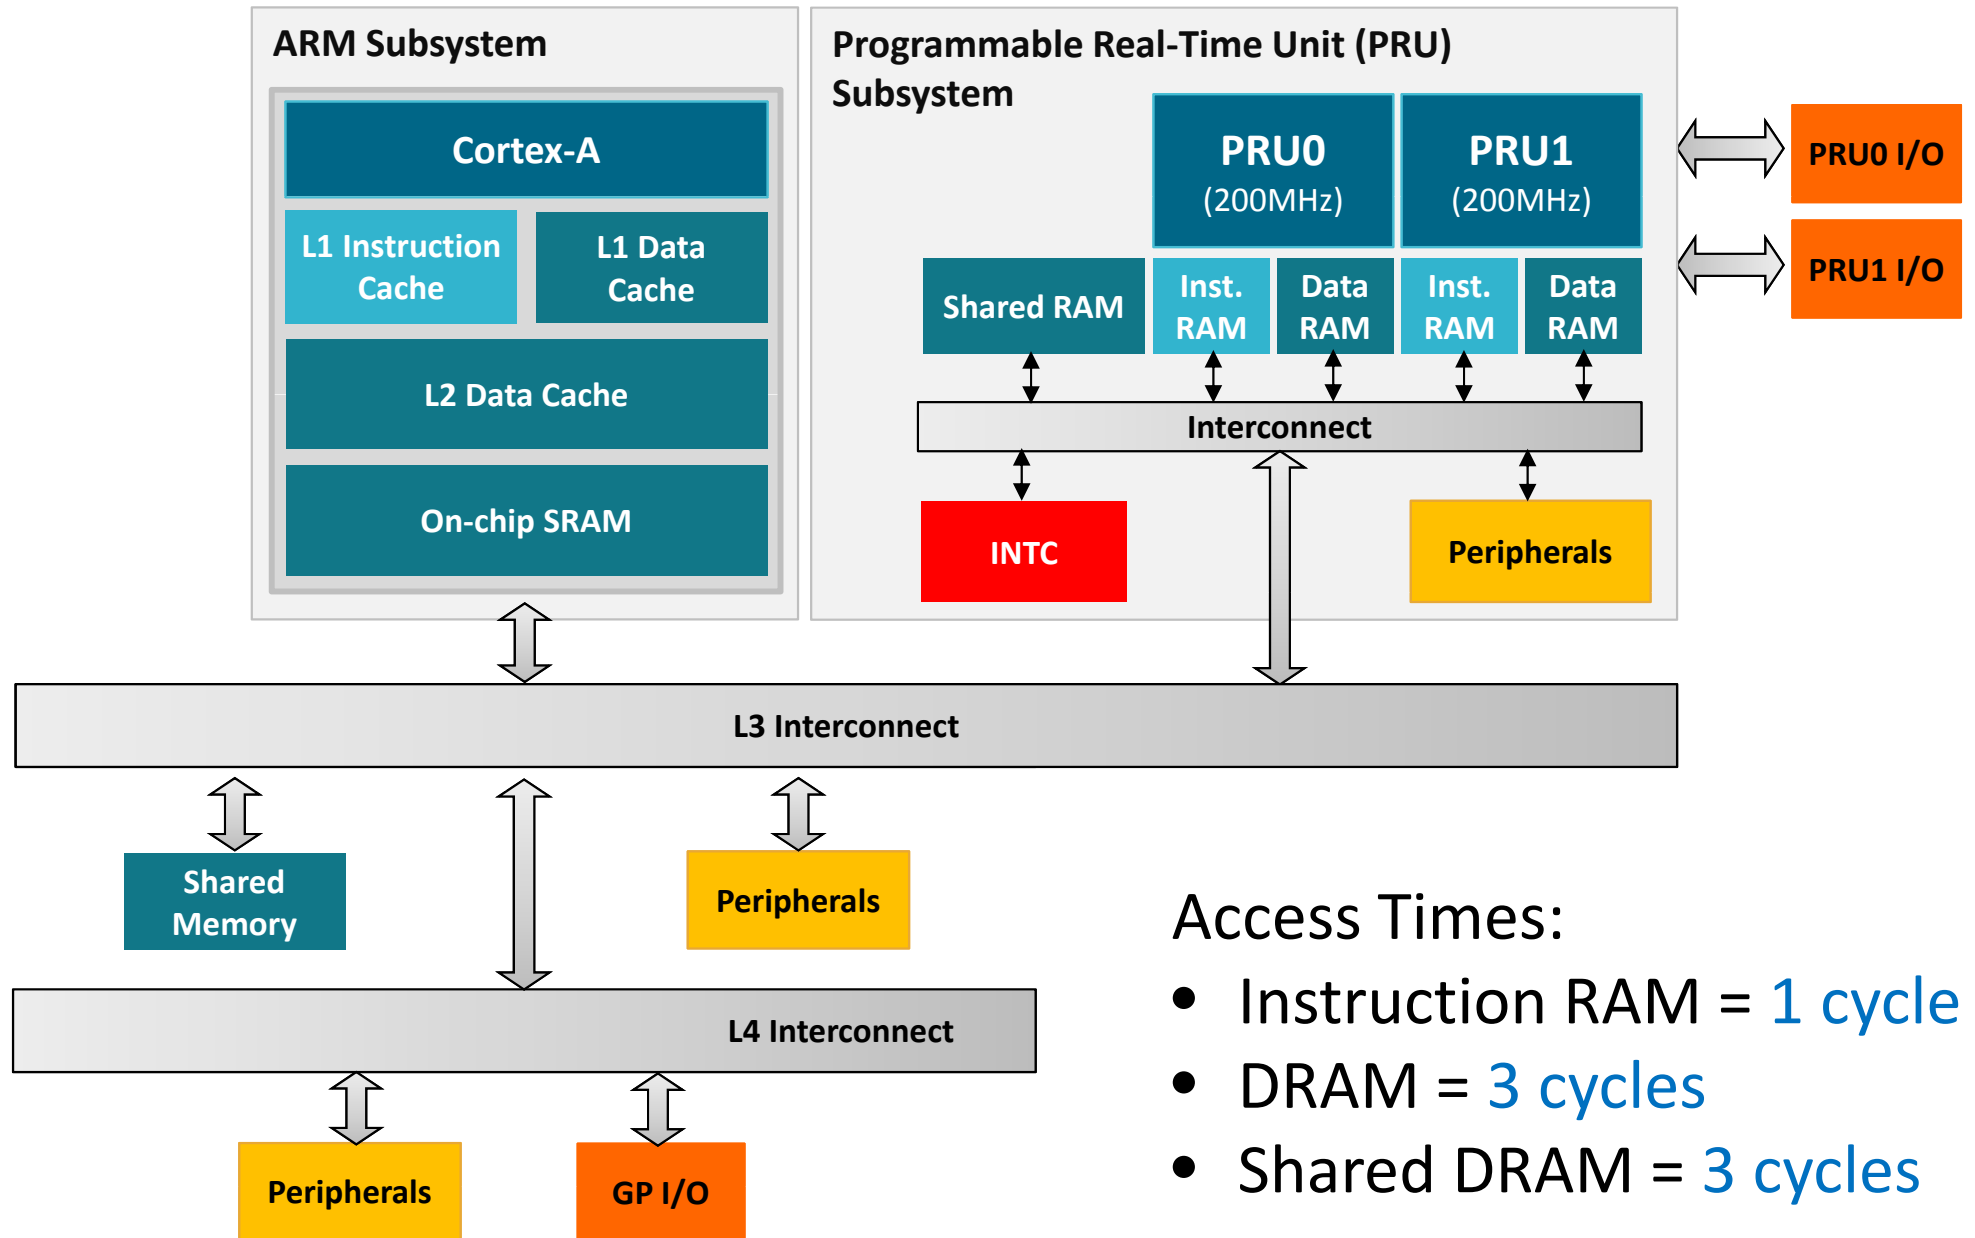 ARM Subsystem
Cortex-A
L1 Instruction
Cache
L1 Data
Cache
L2 Data Cache
On-chip SRAM
Programmable Real-Time Unit (PRU)
Subsystem
PRU0
(200MHz)
PRU1
(200MHz)
Shared RAM
Inst.
RAM
Data
RAM
Inst.
RAM
Data
RAM
Interconnect
INTC
Peripherals
PRU0 I/O
PRU1 I/O
L3 Interconnect
Shared
Memory
Peripherals
L4 Interconnect
Peripherals
GP I/O
Access Times:
• Instruction RAM = 1 cycle
• DRAM = 3 cycles
• Shared DRAM = 3 cycles